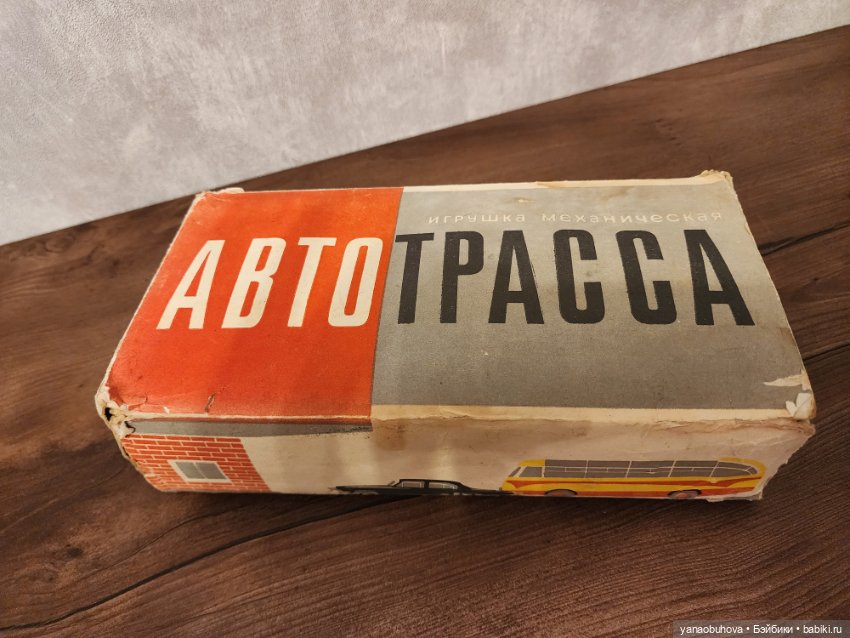 игрушка механическая
АВТОТРАССА
yanaobuhova • Бэйбики • babiki.ru